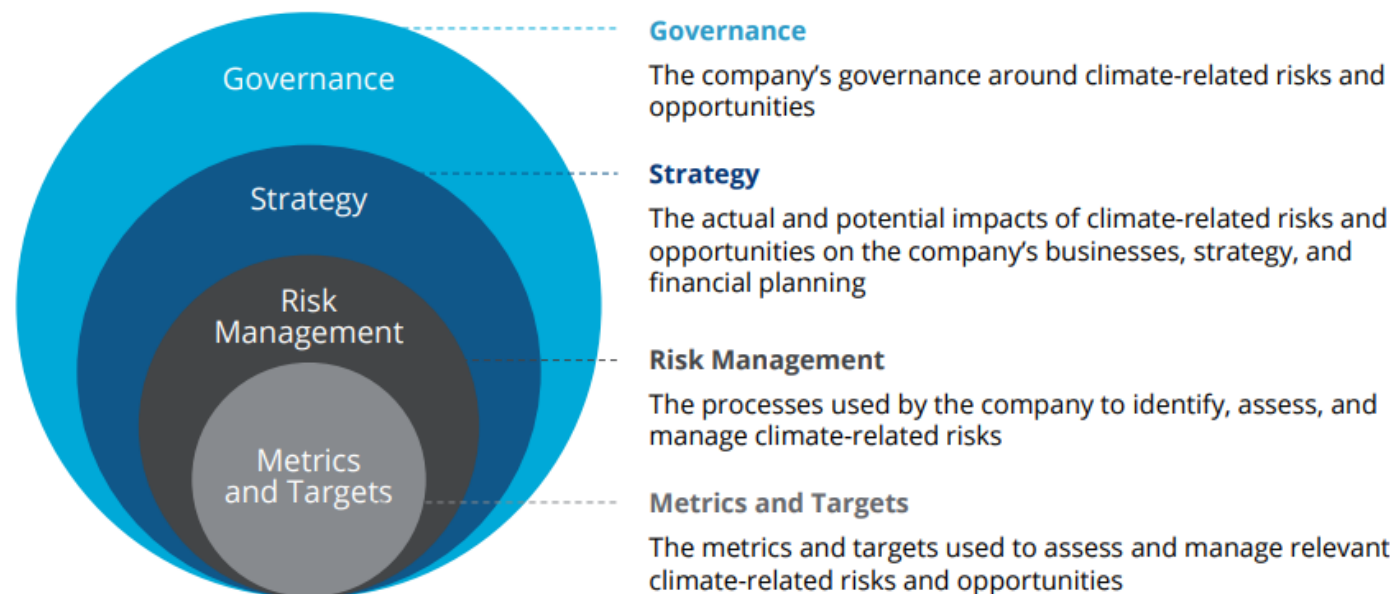 Governance
Strategy
Risk
Management
Metrics
and Targets
Governance
The company’s governance around climate-related risks and
opportunities
Strategy
The actual and potential impacts of climate-related risks and
opportunities on the company’s businesses, strategy, and
financial planning
Risk Management
The processes used by the company to identify, assess, and
manage climate-related risks
Metrics and Targets
The metrics and targets used to assess and manage relevant
climate-related risks and opportunities